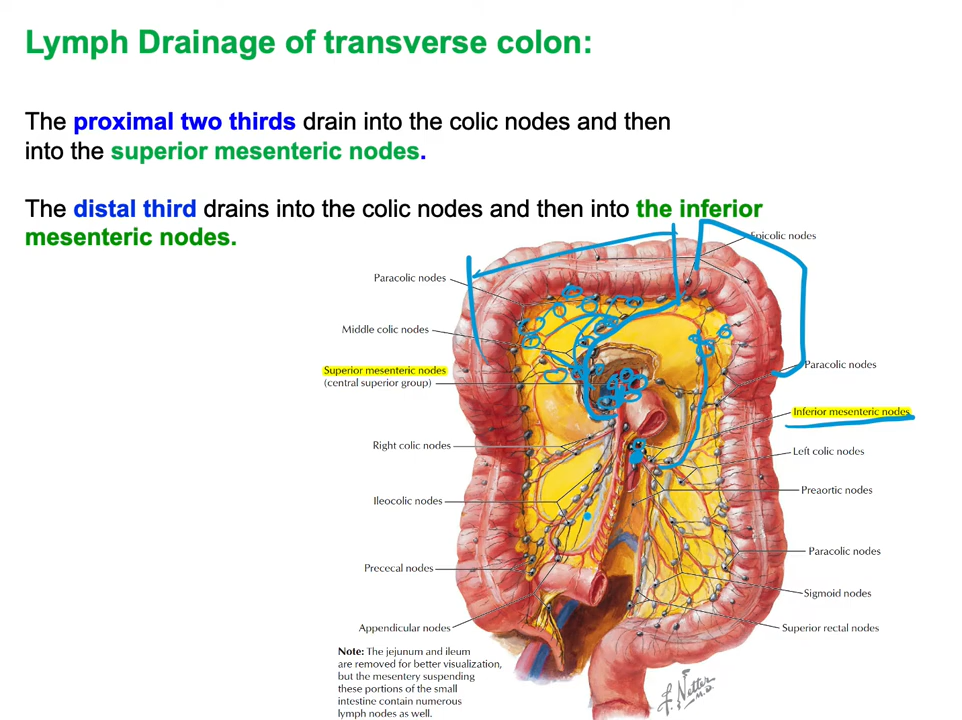 Lymph Drainage of transverse colon:
The proximal two thirds drain into the colic nodes and then
into the superior mesenteric nodes.
The distal third drains into the colic nodes and then into the inferior
mesenteric nodes.
Epicolic nodes
Paracolic nodes
Middle colic nodes
Superior mesenteric nodes
(central superior group)
Paracolic nodes
Inferior mesenteric nodes
Right colic nodes
Left colic nodes
Ileocolic nodes
Preaortic nodes
Paracolic nodes
Prececal nodes
Sigmoid nodes
Appendicular nodes
Superior rectal nodes
Note: The jejunum and ileum
are removed for better visualization,
but the mesentery suspending
these portions of the small
intestine contain numerous
lymph nodes as well.
F. Netter
M.D.